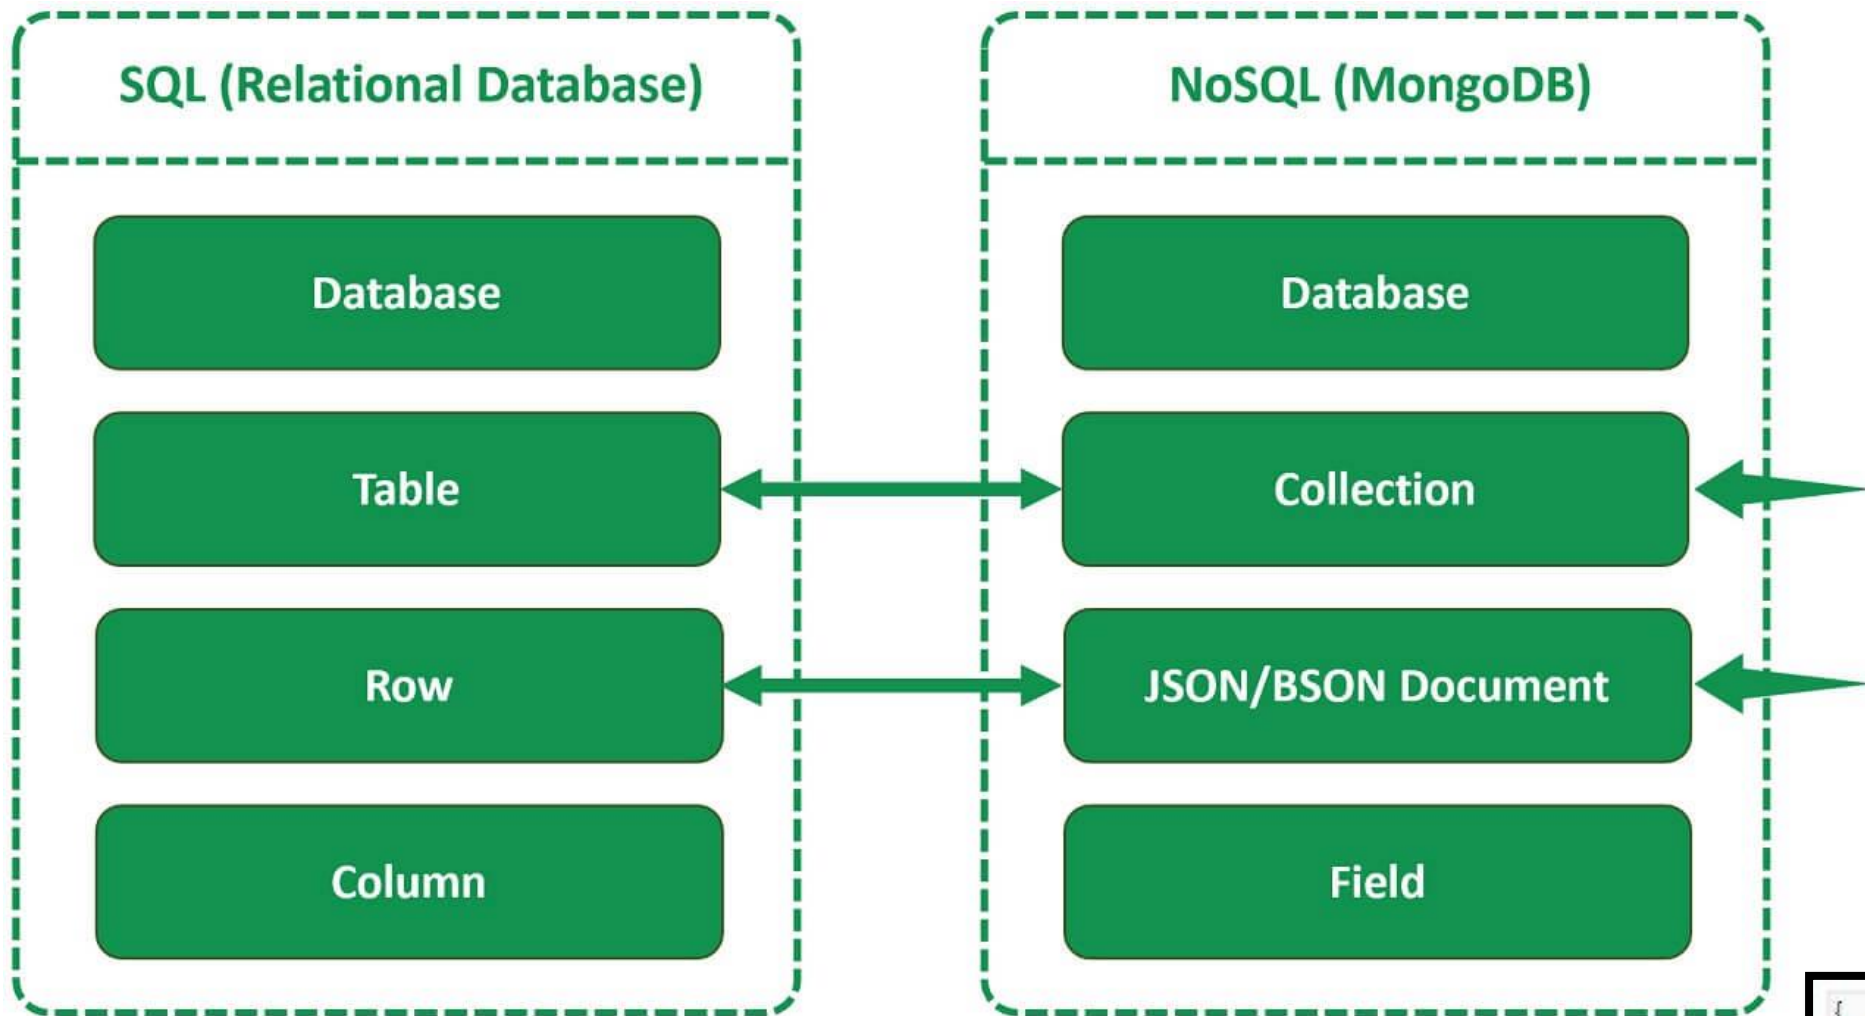 SQL (Relational Database)
Database
Table
Row
Column
NoSQL (MongoDB)
Database
Collection
JSON/BSON Document
Field
{